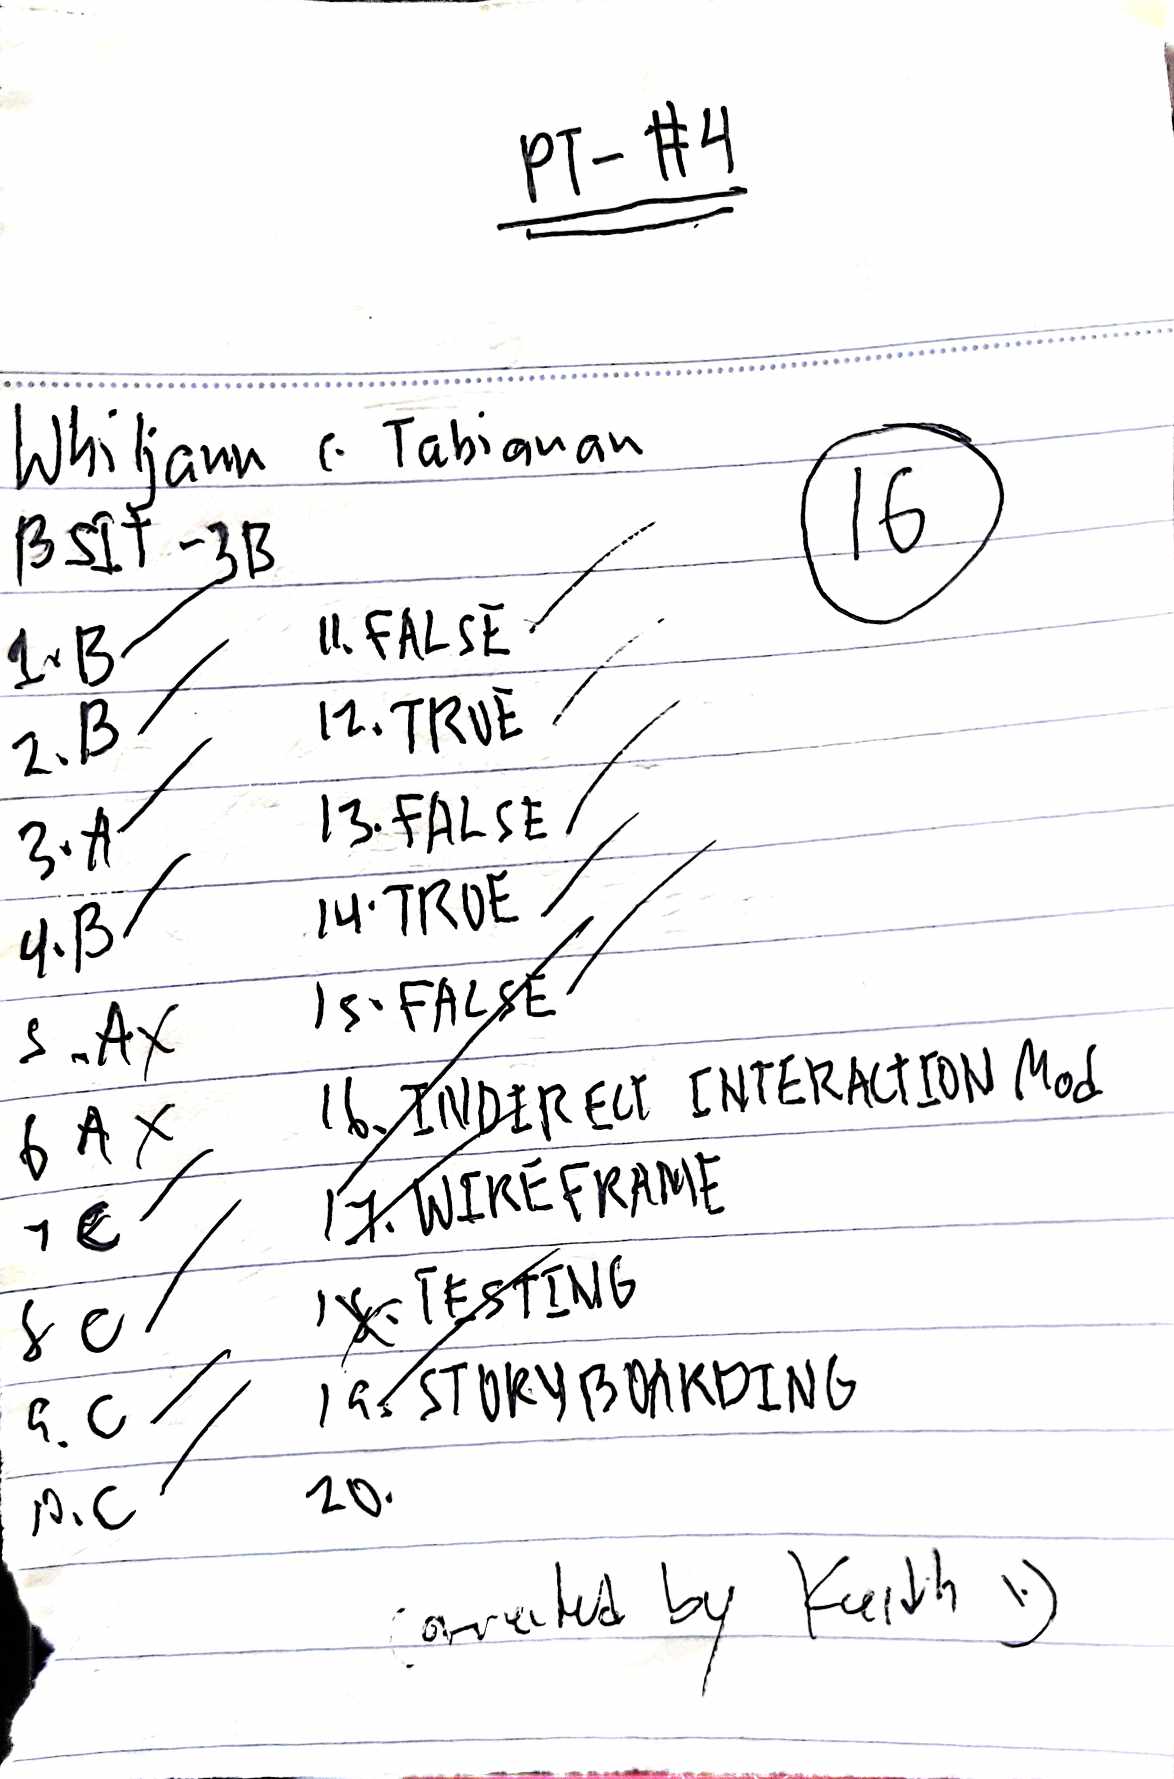 PT- #4
Whiljann C. Tabianan
BSIT -3B
16
1. B
2. B
3. A
4. B
5. A X
6 A X
7 C
8 C
9. C
10. C
11. FALSE
12. TRUE
13. FALSE
14. TRUE
15. FALSE
16. INDIRECT INTERACTION Mod
17. WIREFRAME
18. TESTING
19. STORYBOARDING
20.
corrected by Keith :)